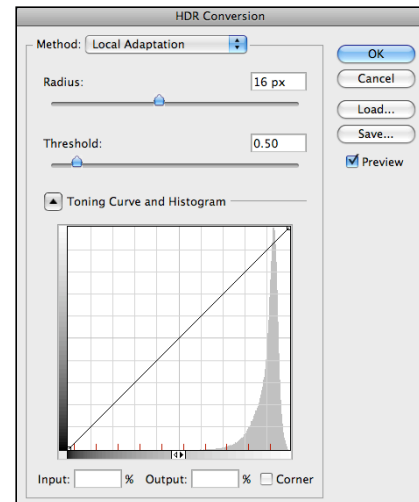 HDR Conversion
Method: Local Adaptation
Radius: 16 px
Threshold: 0.50
Toning Curve and Histogram
Input: % Output: % Corner
OK
Cancel
Load...
Save...
Preview